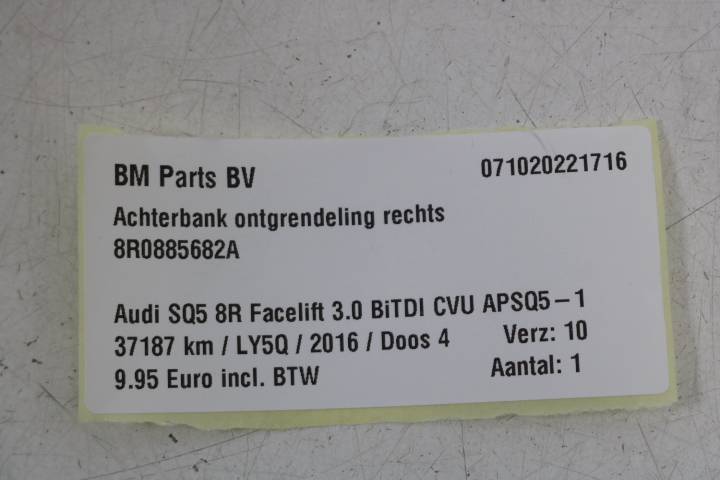 BM Parts BV 071020221716
Achterbank ontgrendeling rechts
8R0885682A
Audi SQ5 8R Facelift 3.0 BiTDI CVU APSQ5-1
37187 km / LY5Q / 2016 / Doos 4 Verz: 10
9.95 Euro incl. BTW Aantal: 1